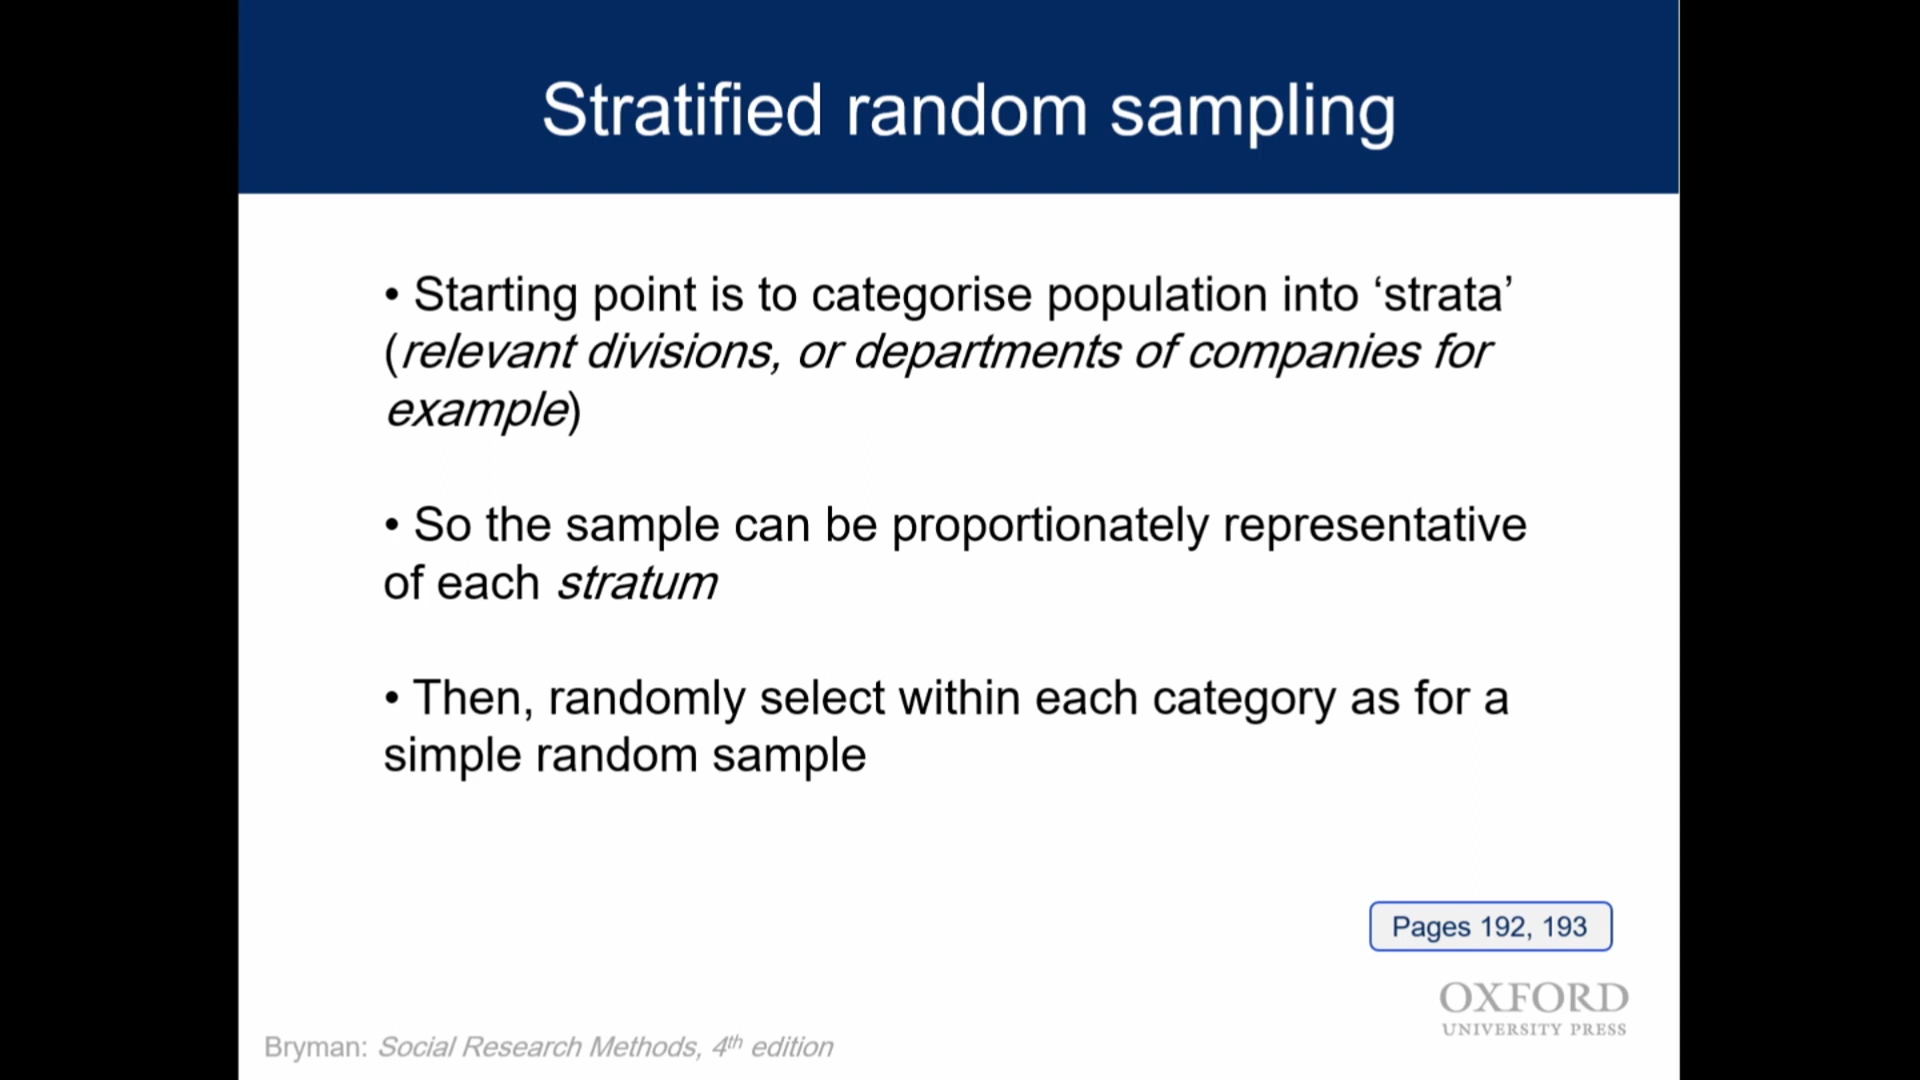 Stratified random sampling
• Starting point is to categorise population into ‘strata’
(relevant divisions, or departments of companies for
example)
• So the sample can be proportionately representative
of each stratum
• Then, randomly select within each category as for a
simple random sample
Pages 192, 193
OXFORD
UNIVERSITY PRESS
Bryman: Social Research Methods, 4th edition